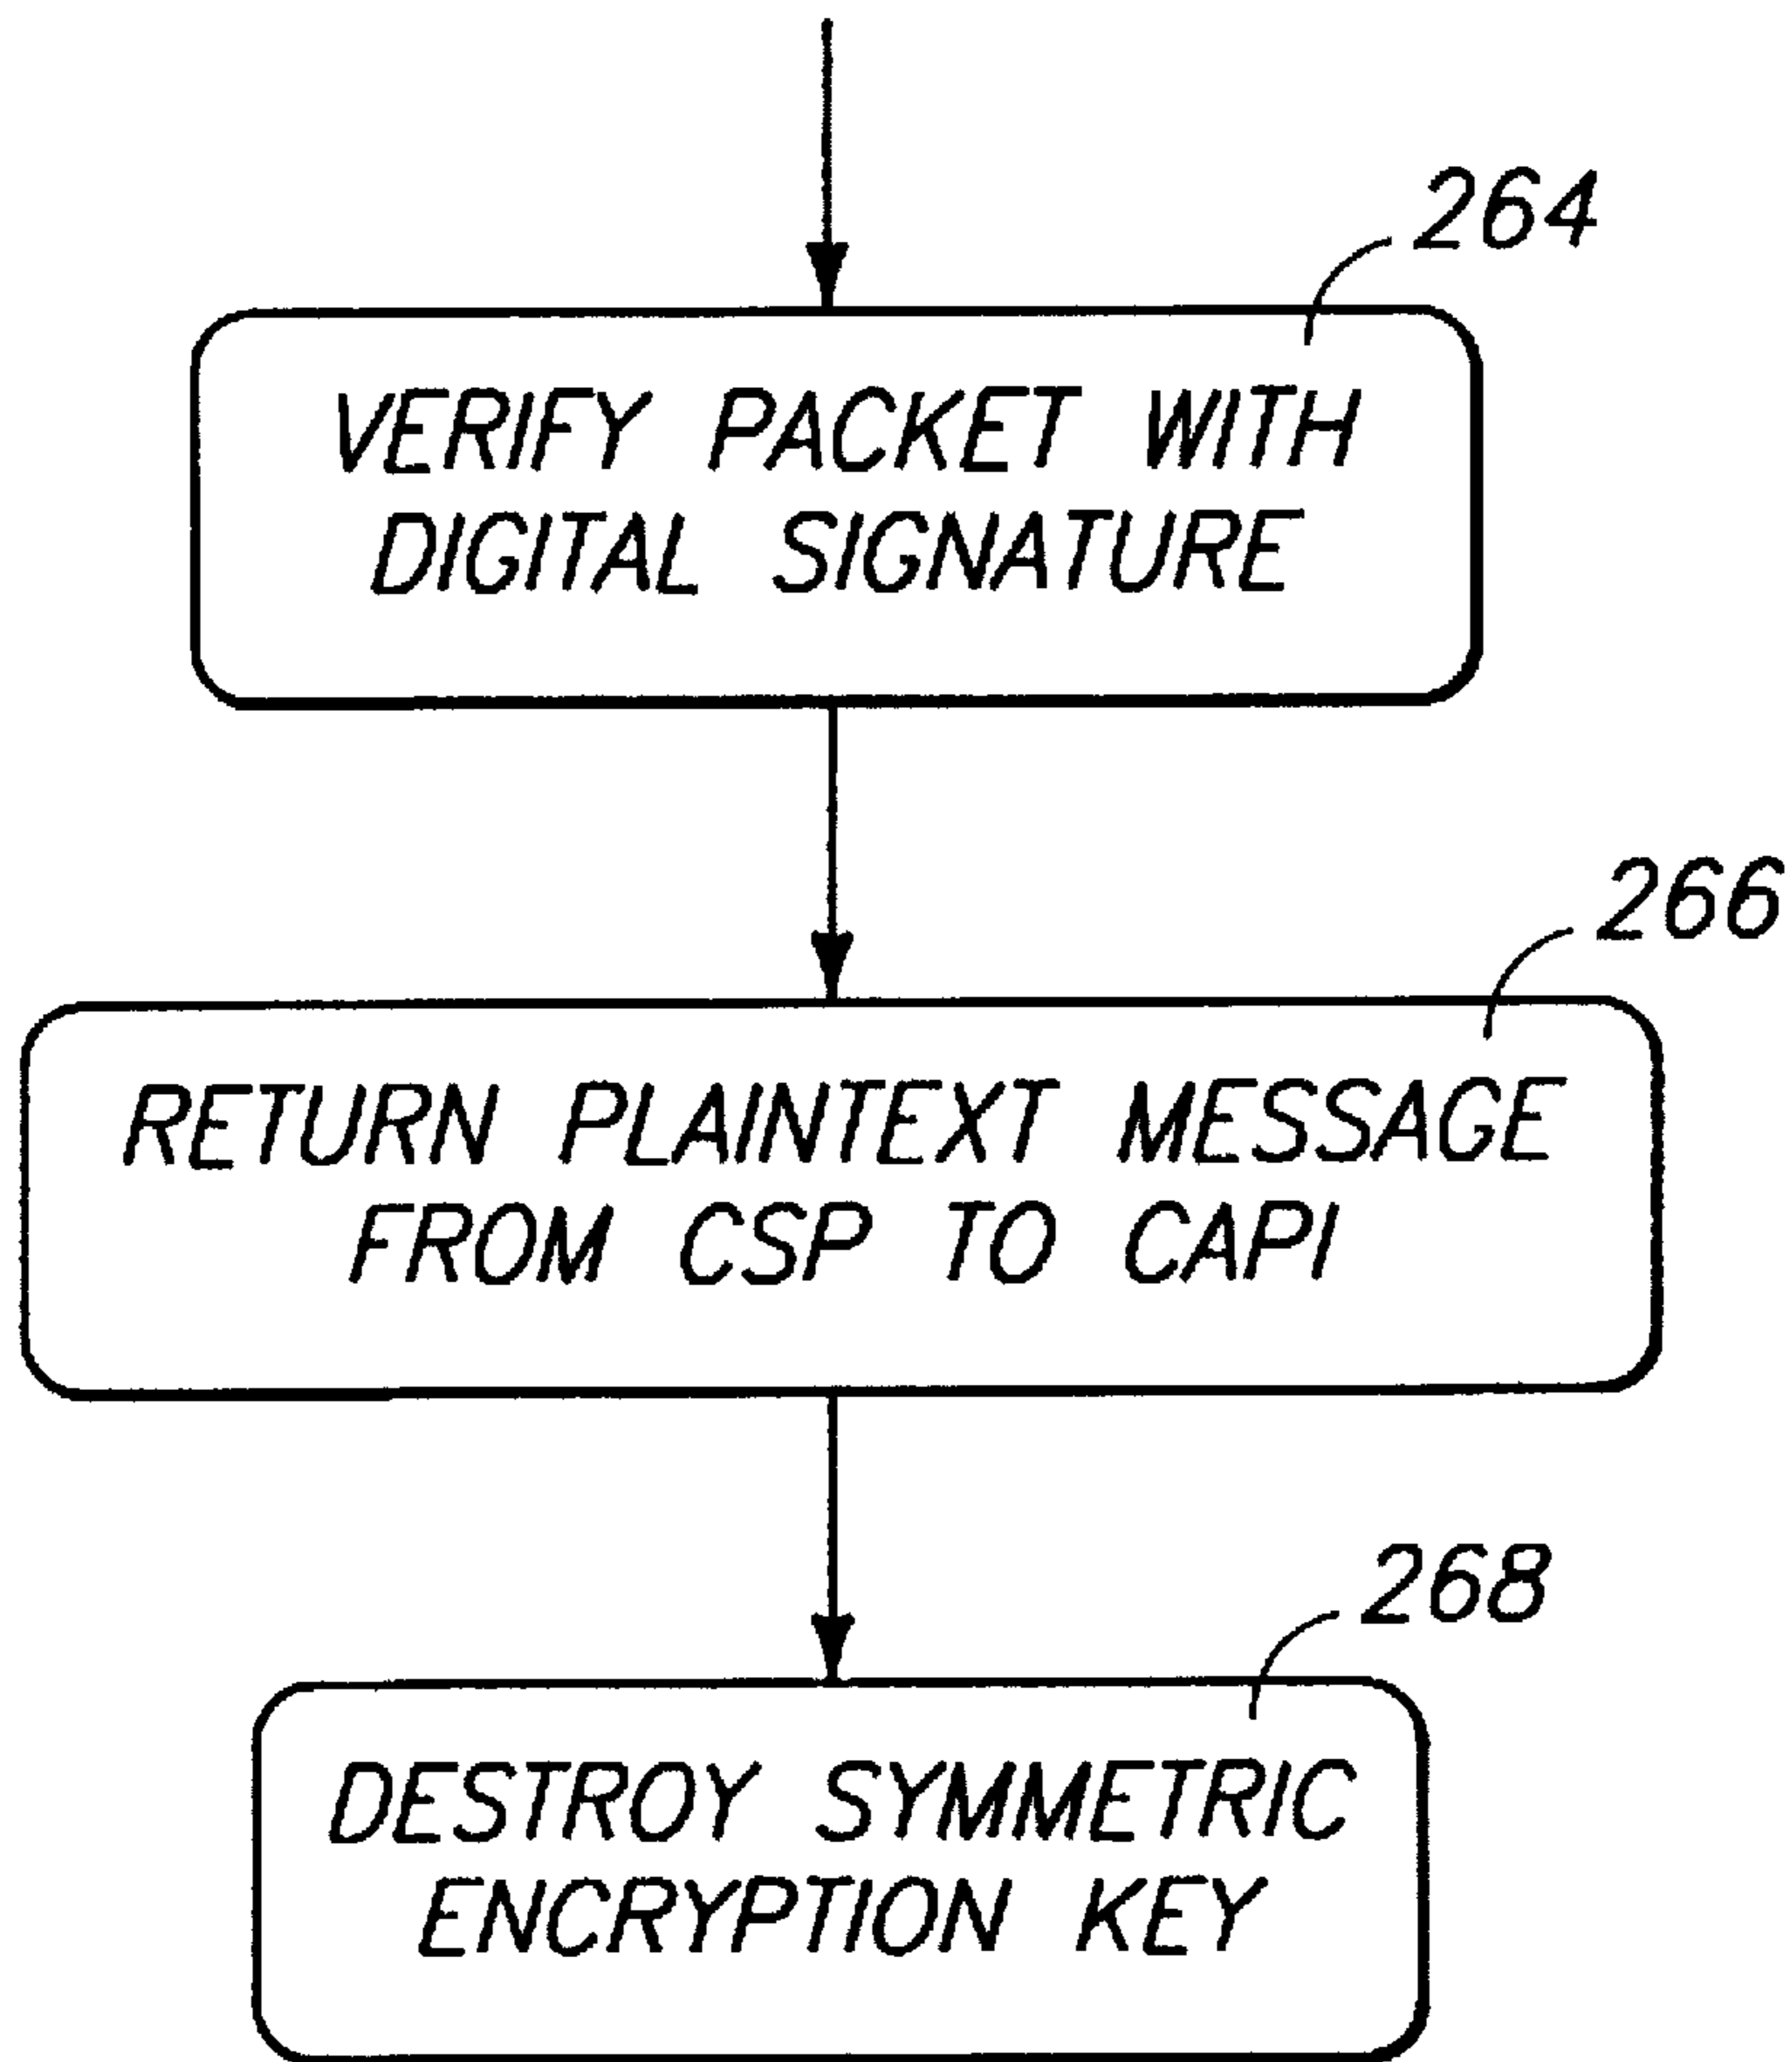 264
VERIFY PACKET WITH
DIGITAL SIGNATURE
266
RETURN PLAINTEXT MESSAGE
FROM CSP TO CAPI
268
DESTROY SYMMETRIC
ENCRYPTION KEY